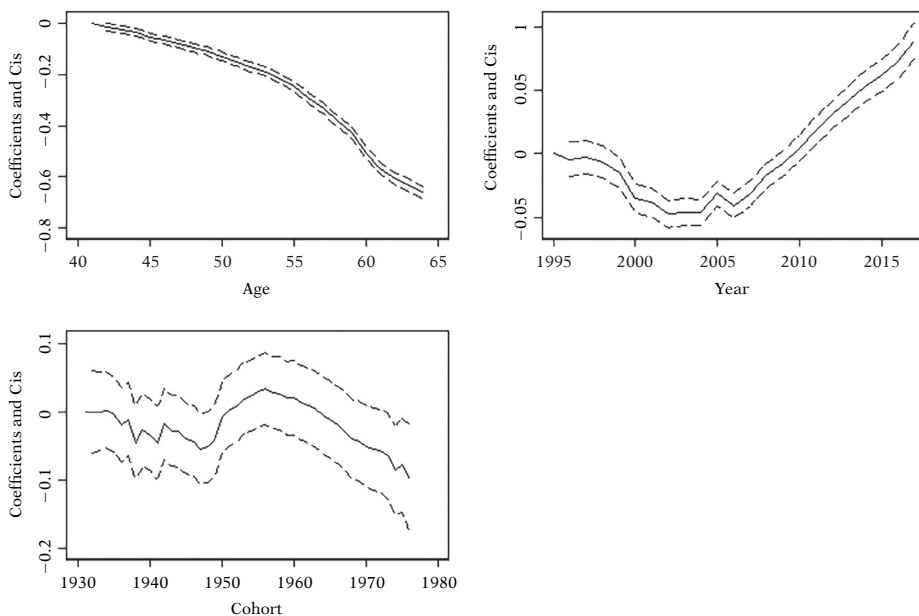 Coefficients and Cis
0
−0.2
−0.4
−0.6
−0.8
40 45 50 55 60 65
Age
Coefficients and Cis
1
0.05
0
−0.05
1995 2000 2005 2010 2015
Year
Coefficients and Cis
0.1
0
−0.1
−0.2
1930 1940 1950 1960 1970 1980
Cohort